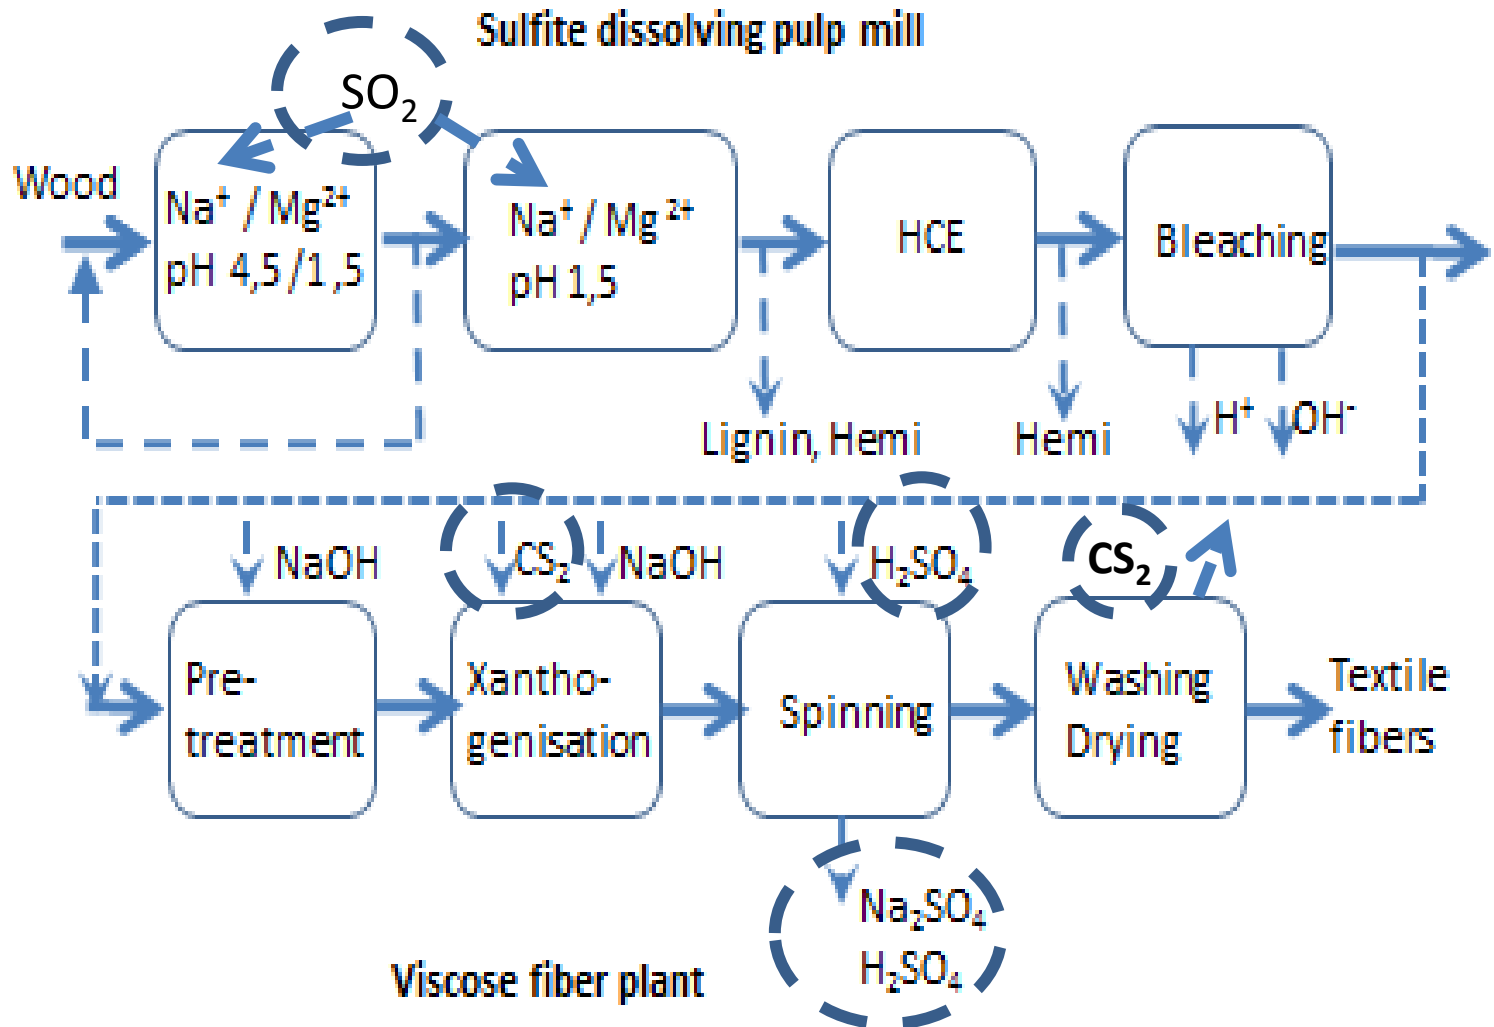 Sulfite dissolving pulp mill
SO₂
Wood
Na⁺ / Mg²⁺
pH 4,5 /1 ,5
Na⁺ / Mg ²⁺
pH 1,5
HCE
Bleaching
Lignin, Hemi
Hemi
H⁺
OH⁻
NaOH
CS₂
NaOH
H₂SO₄
CS₂
Pre-
treatment
Xantho-
genisation
Spinning
Washing
Drying
Textile
fibers
Na₂SO₄
H₂SO₄
Viscose fiber plant